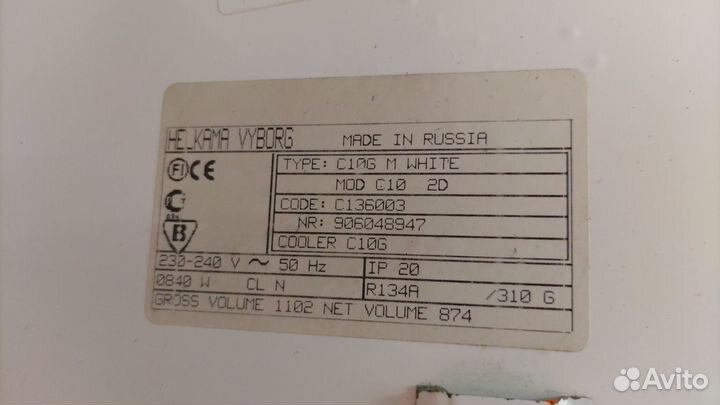 HELKAMA VYBORG MADE IN RUSSIA
FI CE
TYPE: C10G M WHITE
MOD C10 2D
CODE: C136003
NR: 906048947
COOLER C10G
B
230-240 V ~ 50 Hz IP 20
0840 W CL N R134A /310 G
GROSS VOLUME 1102 NET VOLUME 874
Avito